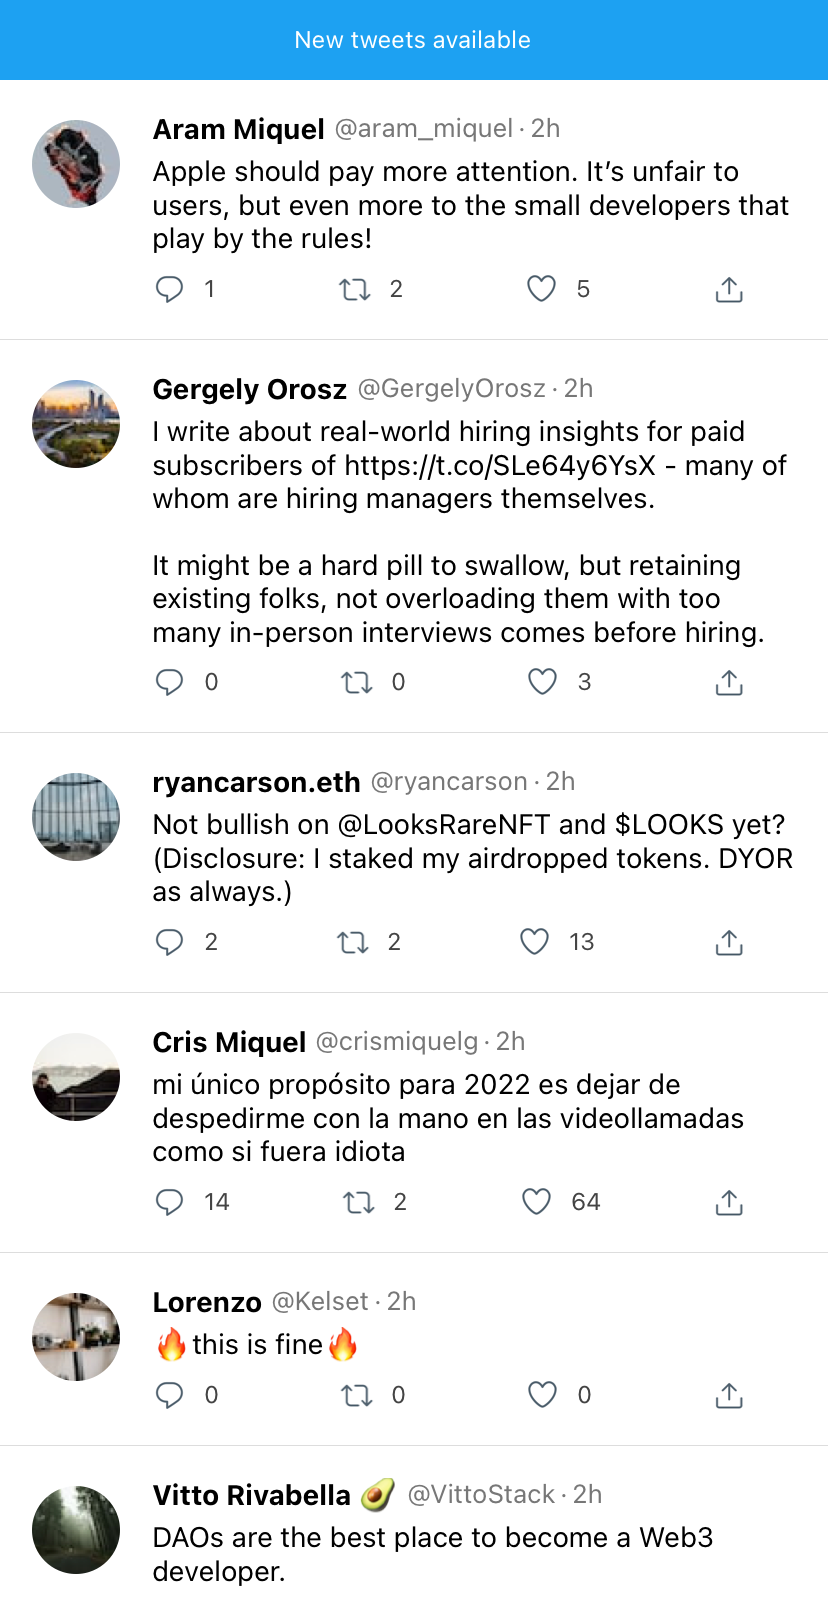 New tweets available
Aram Miquel @aram_miquel · 2h
Apple should pay more attention. It’s unfair to
users, but even more to the small developers that
play by the rules!
1 2 5
Gergely Orosz @GergelyOrosz · 2h
I write about real-world hiring insights for paid
subscribers of https://t.co/SLe64y6YsX - many of
whom are hiring managers themselves.
It might be a hard pill to swallow, but retaining
existing folks, not overloading them with too
many in-person interviews comes before hiring.
0 0 3
ryancarson.eth @ryancarson · 2h
Not bullish on @LooksRareNFT and $LOOKS yet?
(Disclosure: I staked my airdropped tokens. DYOR
as always.)
2 2 13
Cris Miquel @crismiquelg · 2h
mi único propósito para 2022 es dejar de
despedirme con la mano en las videollamadas
como si fuera idiota
14 2 64
Lorenzo @Kelset · 2h
🔥this is fine🔥
0 0 0
Vitto Rivabella 🥑 @VittoStack · 2h
DAOs are the best place to become a Web3
developer.